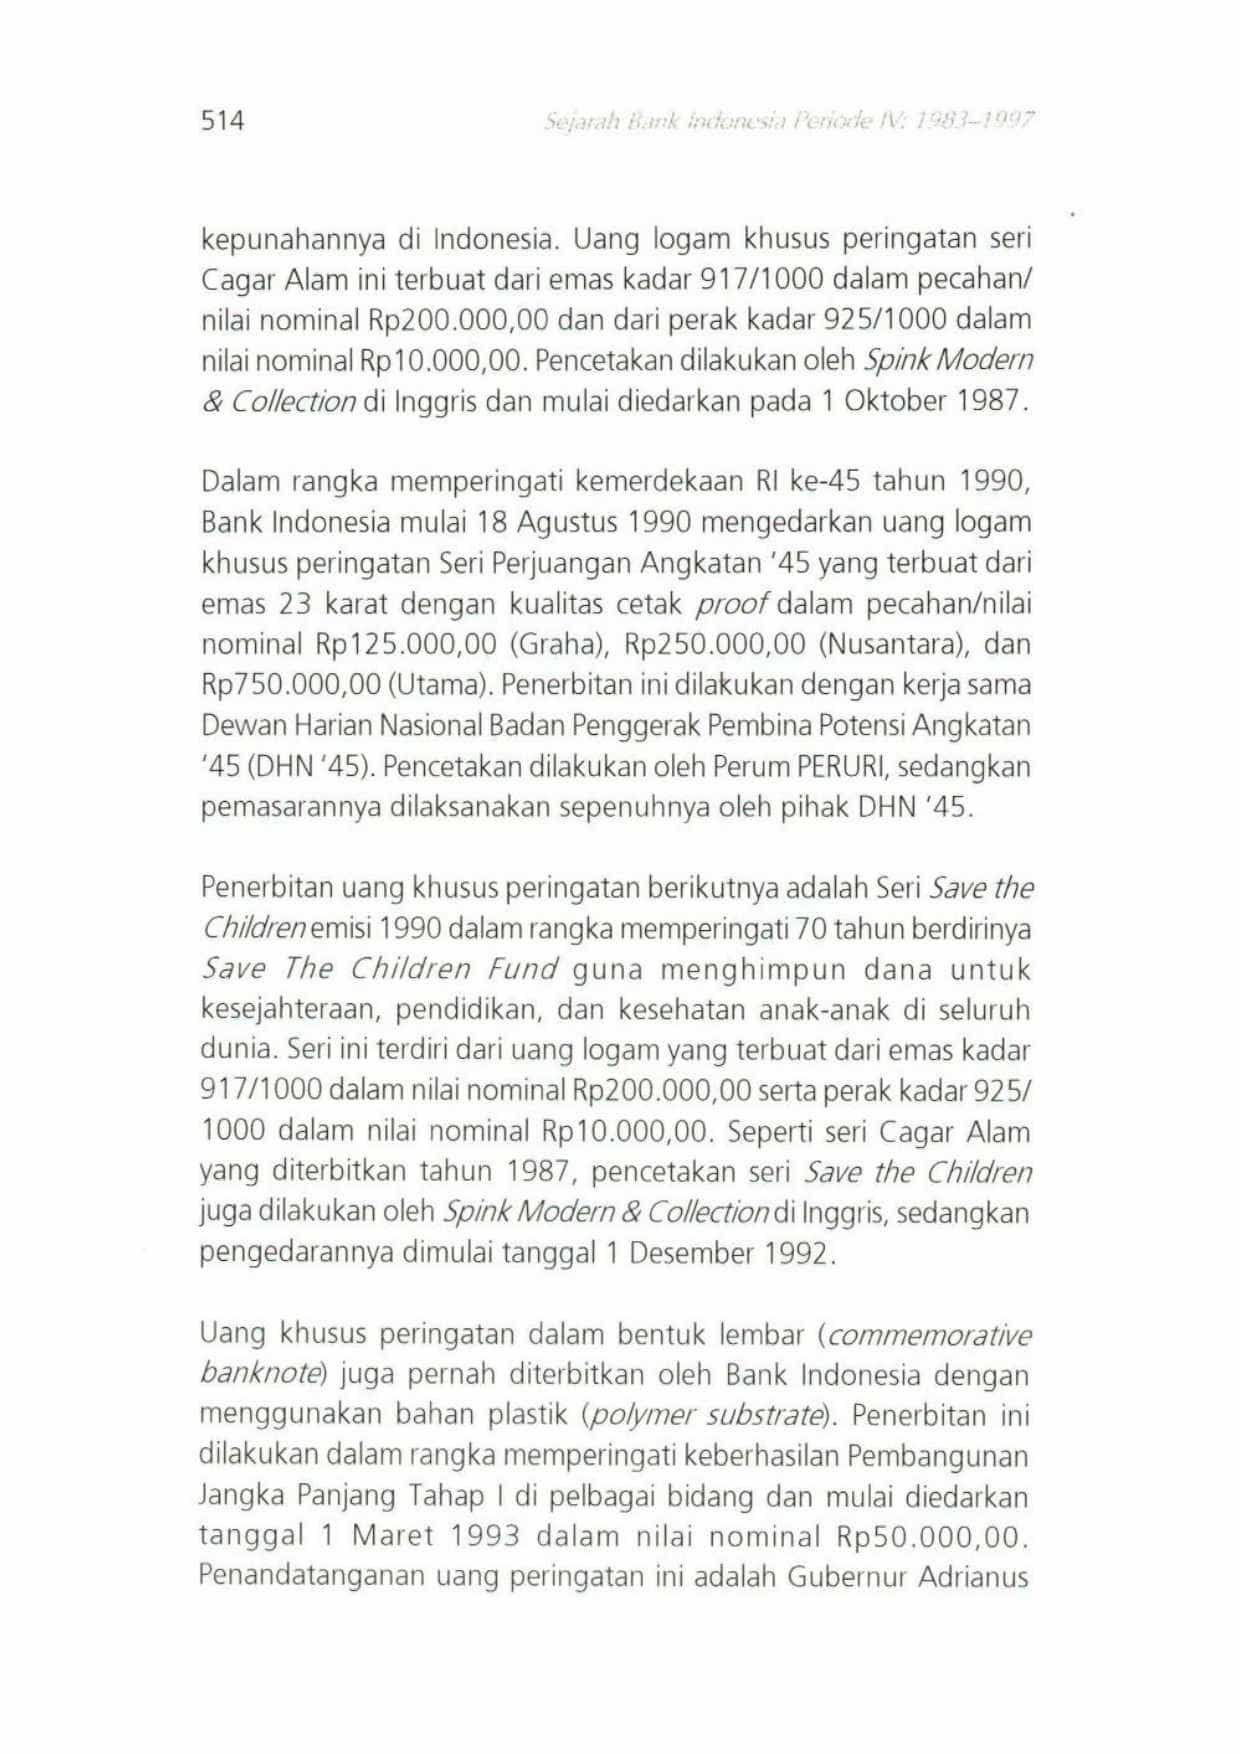 514
Sejarah Bank Indonesia Periode IV: 1983–1997
kepunahannya di Indonesia. Uang logam khusus peringatan seri
Cagar Alam ini terbuat dari emas kadar 917/1000 dalam pecahan/
nilai nominal Rp200.000,00 dan dari perak kadar 925/1000 dalam
nilai nominal Rp10.000,00. Pencetakan dilakukan oleh Spink Modern
& Collection di Inggris dan mulai diedarkan pada 1 Oktober 1987.
Dalam rangka memperingati kemerdekaan RI ke-45 tahun 1990,
Bank Indonesia mulai 18 Agustus 1990 mengedarkan uang logam
khusus peringatan Seri Perjuangan Angkatan '45 yang terbuat dari
emas 23 karat dengan kualitas cetak proof dalam pecahan/nilai
nominal Rp125.000,00 (Graha), Rp250.000,00 (Nusantara), dan
Rp750.000,00 (Utama). Penerbitan ini dilakukan dengan kerja sama
Dewan Harian Nasional Badan Penggerak Pembina Potensi Angkatan
'45 (DHN '45). Pencetakan dilakukan oleh Perum PERURI, sedangkan
pemasarannya dilaksanakan sepenuhnya oleh pihak DHN '45.
Penerbitan uang khusus peringatan berikutnya adalah Seri Save the
Children emisi 1990 dalam rangka memperingati 70 tahun berdirinya
Save The Children Fund guna menghimpun dana untuk
kesejahteraan, pendidikan, dan kesehatan anak-anak di seluruh
dunia. Seri ini terdiri dari uang logam yang terbuat dari emas kadar
917/1000 dalam nilai nominal Rp200.000,00 serta perak kadar 925/
1000 dalam nilai nominal Rp10.000,00. Seperti seri Cagar Alam
yang diterbitkan tahun 1987, pencetakan seri Save the Children
juga dilakukan oleh Spink Modern & Collection di Inggris, sedangkan
pengedarannya dimulai tanggal 1 Desember 1992.
Uang khusus peringatan dalam bentuk lembar (commemorative
banknote) juga pernah diterbitkan oleh Bank Indonesia dengan
menggunakan bahan plastik (polymer substrate). Penerbitan ini
dilakukan dalam rangka memperingati keberhasilan Pembangunan
Jangka Panjang Tahap I di pelbagai bidang dan mulai diedarkan
tanggal 1 Maret 1993 dalam nilai nominal Rp50.000,00.
Penandatanganan uang peringatan ini adalah Gubernur Adrianus